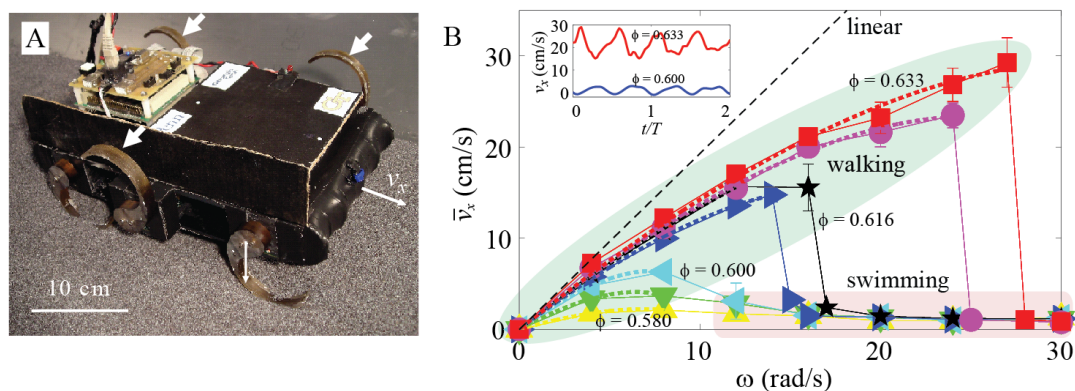 A
v_x
10 cm
B
linear
ϕ = 0.633
walking
ϕ = 0.616
ϕ = 0.600
swimming
ϕ = 0.580
v̄_x (cm/s)
30
20
10
0
0
10
20
30
ω (rad/s)
v_x (cm/s)
30
20
10
0
ϕ = 0.633
ϕ = 0.600
0
1
2
t/T